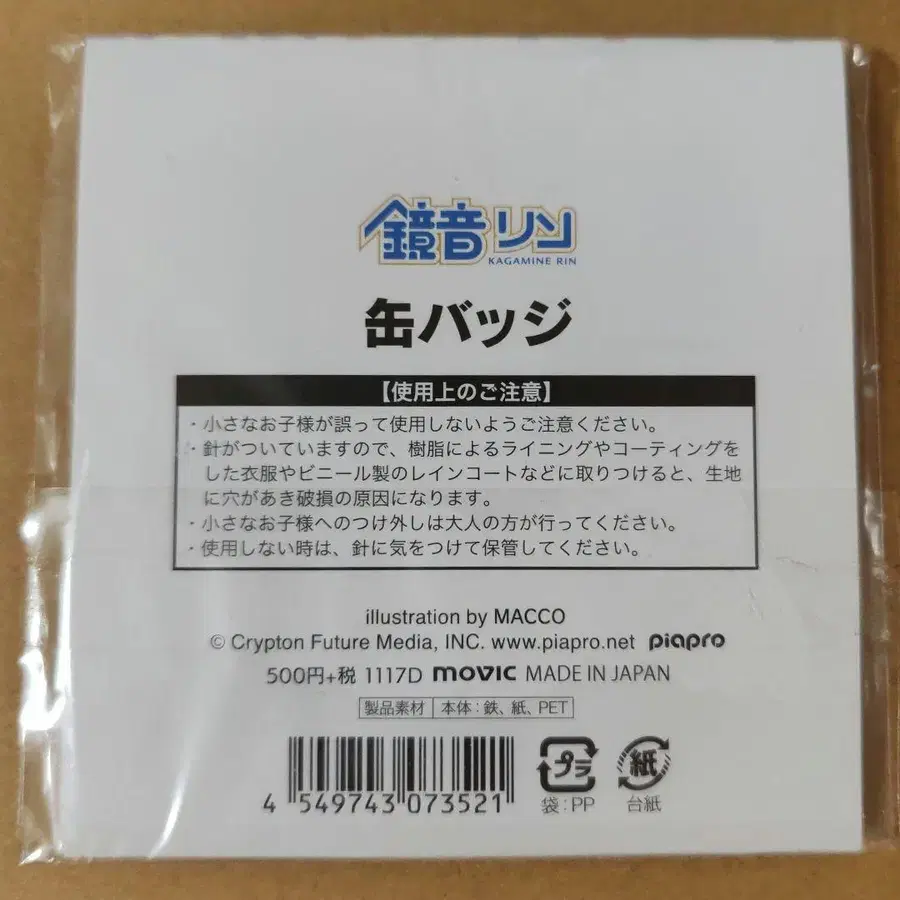 鏡音リン
KAGAMINE RIN
缶バッジ
【使用上のご注意】
・小さなお子様が誤って使用しないようご注意ください。
・針がついていますので、樹脂によるライニングやコーティングを
した衣服やビニール製のレインコートなどに取りつけると、生地
に穴があき破損の原因になります。
・小さなお子様へのつけ外しは大人の方が行ってください。
・使用しない時は、針に気をつけて保管してください。
illustration by MACCO
© Crypton Future Media, INC. www.piapro.net piapro
500円+税 1117D movic MADE IN JAPAN
製品素材 本体：鉄、紙、PET
4 549743 073521
プラ 紙
袋：PP 台紙